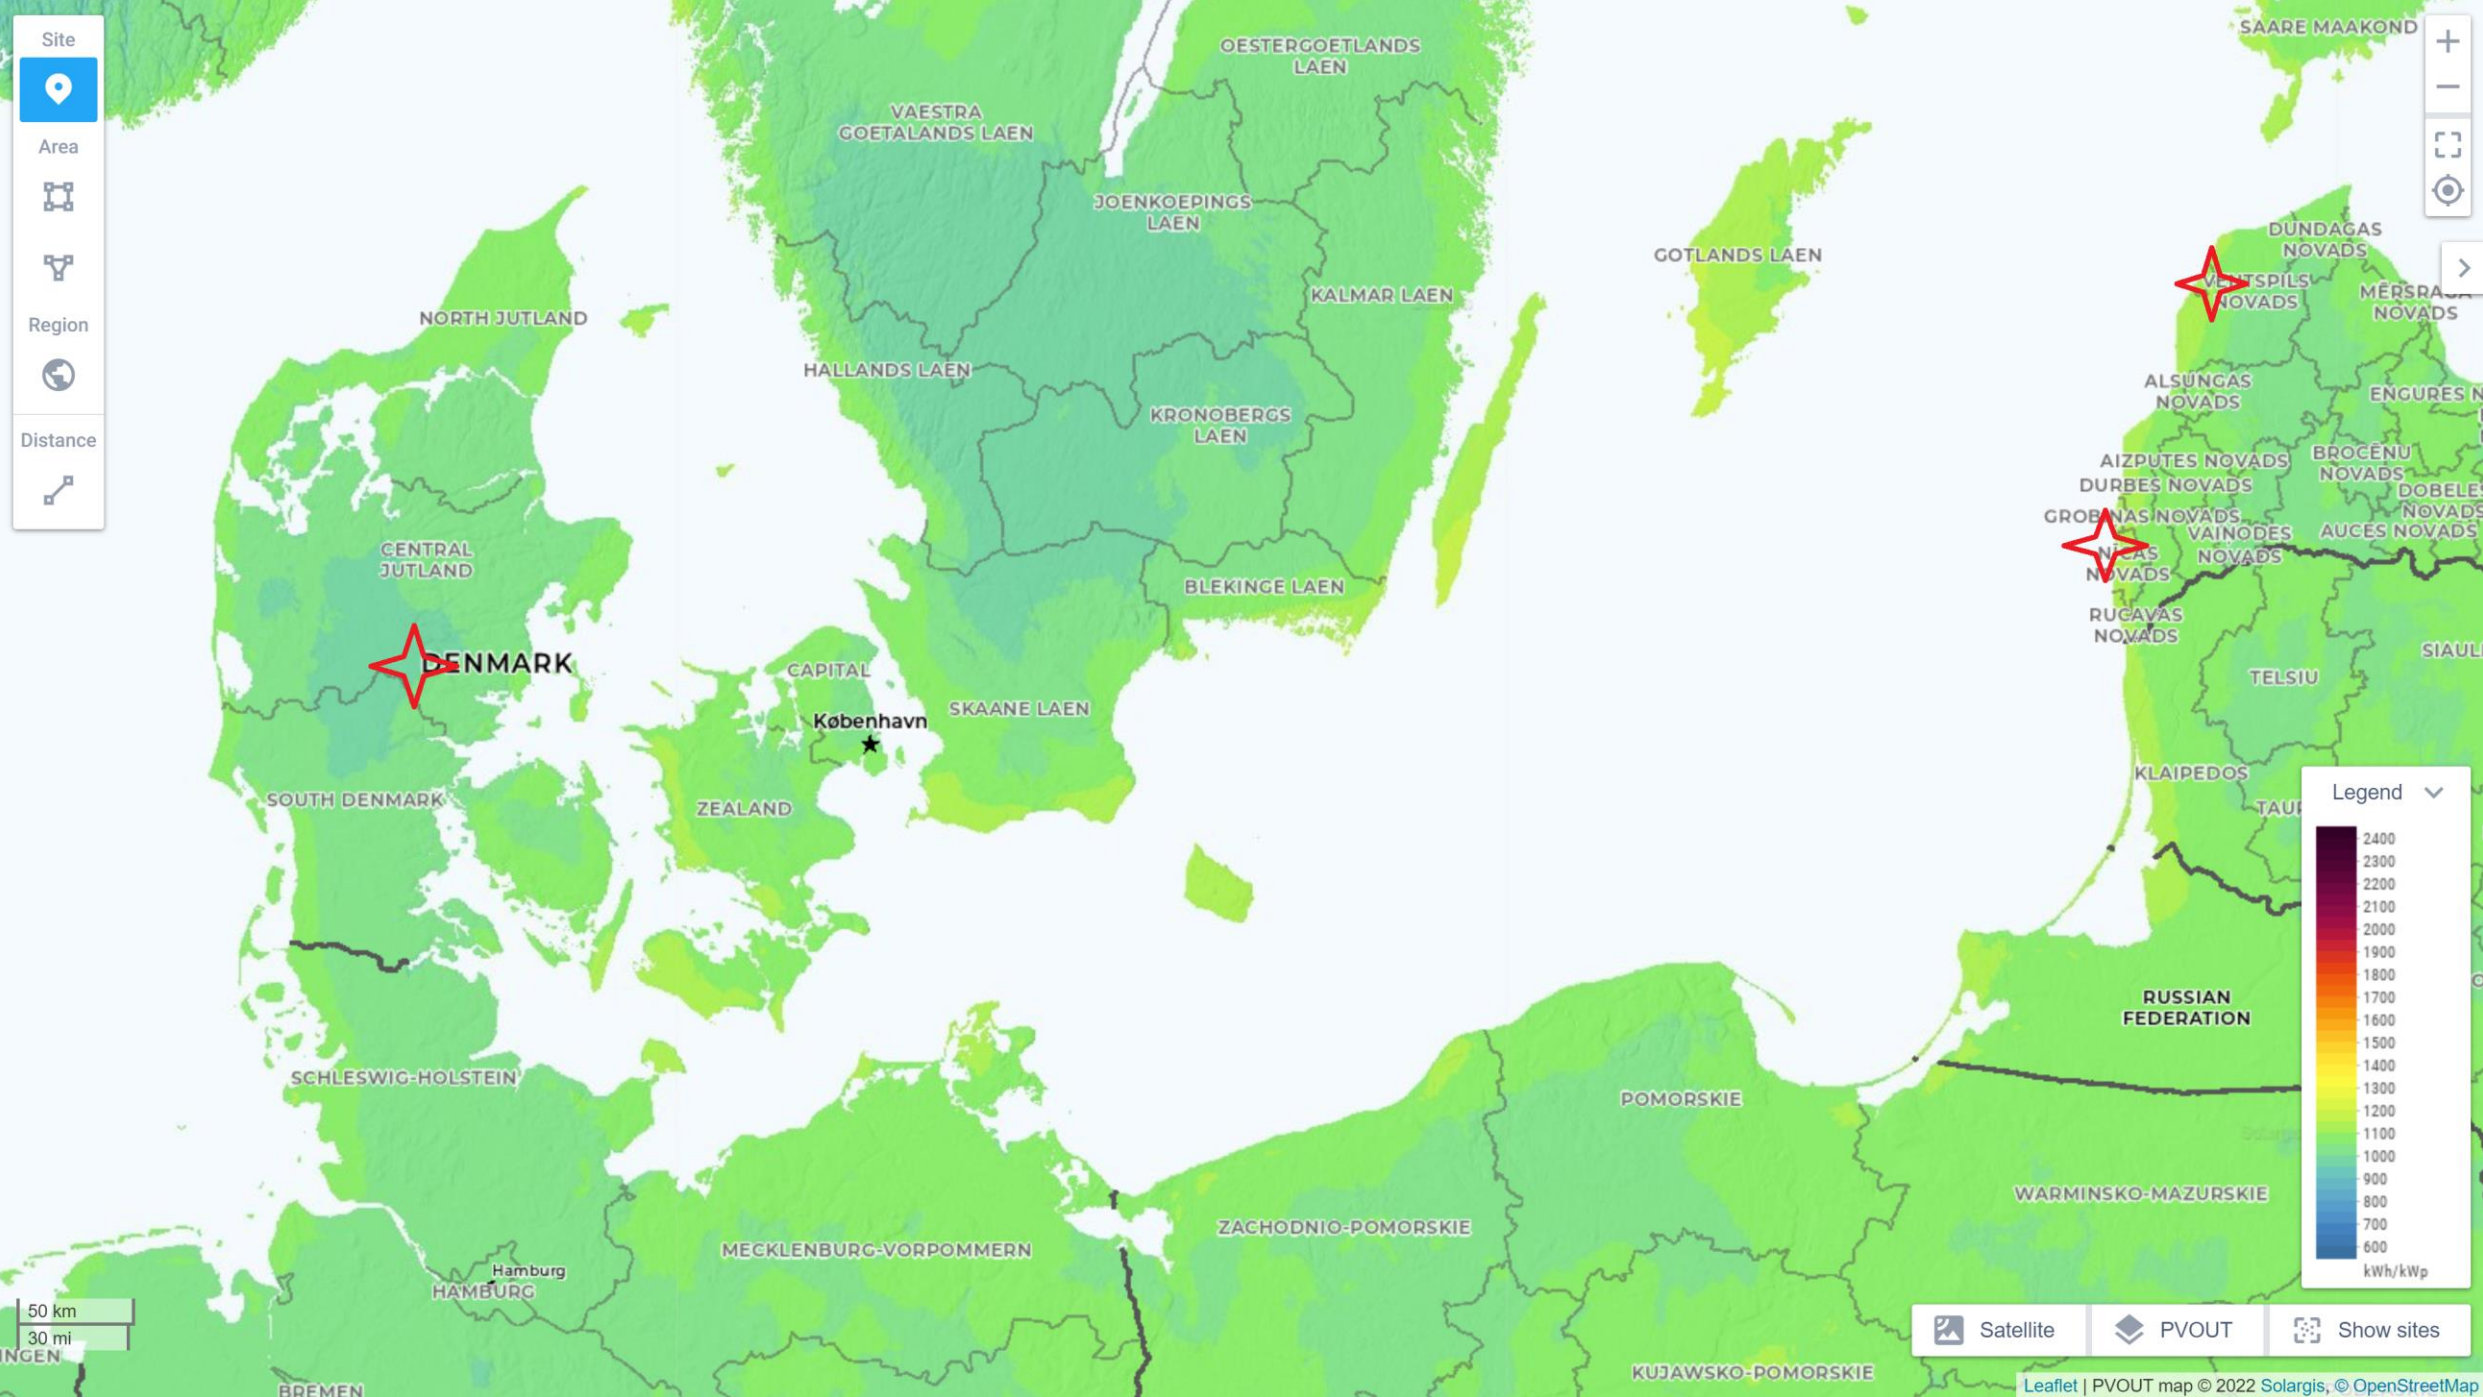 Site
Area
Region
Distance
SAARE MAAKOND
OESTERGOETLANDS
LAEN
VAESTRA
GOETALANDS LAEN
JOENKOEPINGS
LAEN
GOTLANDS LAEN
KALMAR LAEN
DUNDAGAS
NOVADS
VENTSPILS
NOVADS
MĒRSRAGA
NOVADS
NORTH JUTLAND
HALLANDS LAEN
KRONOBERGS
LAEN
ALSUNGAS
NOVADS
ENGURES N
AIZPUTES NOVADS
BROCĒNU
NOVADS
DURBES NOVADS
DOBELES
NOVADS
GROBINAS NOVADS
VAINODES
NOVADS
AUCES NOVADS
NĪCAS
NOVADS
CENTRAL
JUTLAND
BLEKINGE LAEN
RUCAVAS
NOVADS
DENMARK
CAPITAL
København
SKAANE LAEN
TELSIU
SIAUL
SOUTH DENMARK
ZEALAND
KLAIPEDOS
TAUR
Legend
2400
2300
2200
2100
2000
1900
1800
1700
1600
1500
1400
1300
1200
1100
1000
900
800
700
600
kWh/kWp
RUSSIAN
FEDERATION
SCHLESWIG-HOLSTEIN
POMORSKIE
WARMINSKO-MAZURSKIE
ZACHODNIO-POMORSKIE
MECKLENBURG-VORPOMMERN
Hamburg
HAMBURG
50 km
30 mi
INGEN
BREMEN
KUJAWSKO-POMORSKIE
Satellite
PVOUT
Show sites
Leaflet | PVOUT map © 2022 Solargis, © OpenStreetMap